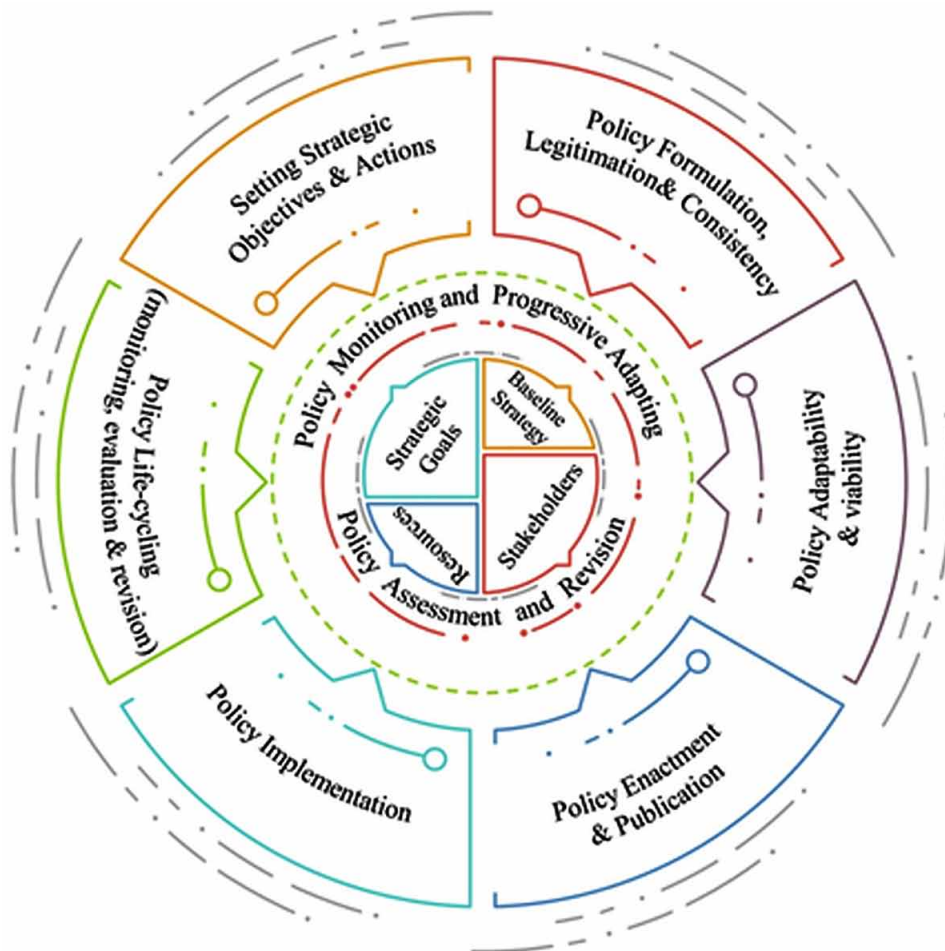 Setting Strategic
Objectives & Actions
Policy Formulation,
Legitimation& Consistency
Policy Adaptability
& viability
Policy Enactment
& Publication
Policy Implementation
Policy Life-cycling
(monitoring, evaluation & revision)
Policy Monitoring and Progressive Adapting
Policy Assessment and Revision
Strategic
Goals
Baseline
Strategy
Stakeholders
Resources